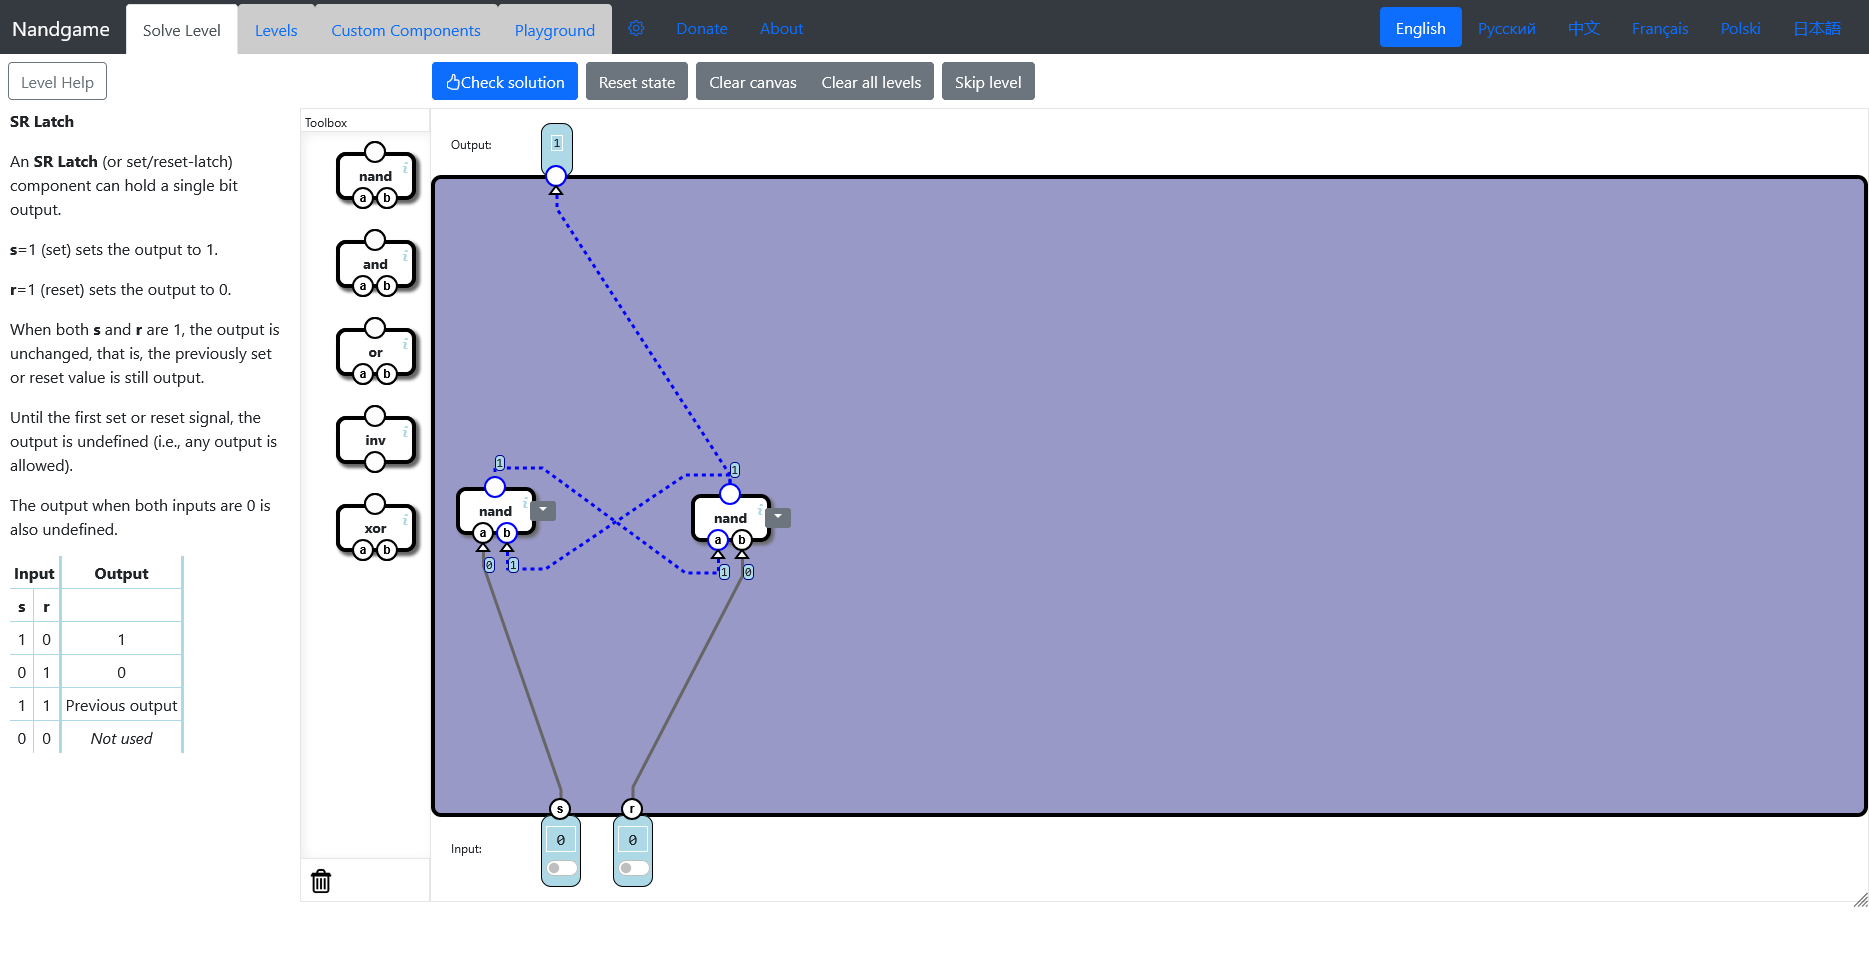 Nandgame
Solve Level
Levels
Custom Components
Playground
Donate
About
English
Русский
中文
Français
Polski
日本語
Level Help
Check solution
Reset state
Clear canvas
Clear all levels
Skip level
SR Latch
An SR Latch (or set/reset-latch)
component can hold a single bit
output.
s=1 (set) sets the output to 1.
r=1 (reset) sets the output to 0.
When both s and r are 1, the output is
unchanged, that is, the previously set
or reset value is still output.
Until the first set or reset signal, the
output is undefined (i.e., any output is
allowed).
The output when both inputs are 0 is
also undefined.
Input Output
s r
1 0 1
0 1 0
1 1 Previous output
0 0 Not used
Toolbox
nand
i
a b
and
i
a b
or
i
a b
inv
i
xor
i
a b
Output:
1
1
nand
i
a b
0 1
1
nand
i
a b
1 0
s r
Input:
0 0